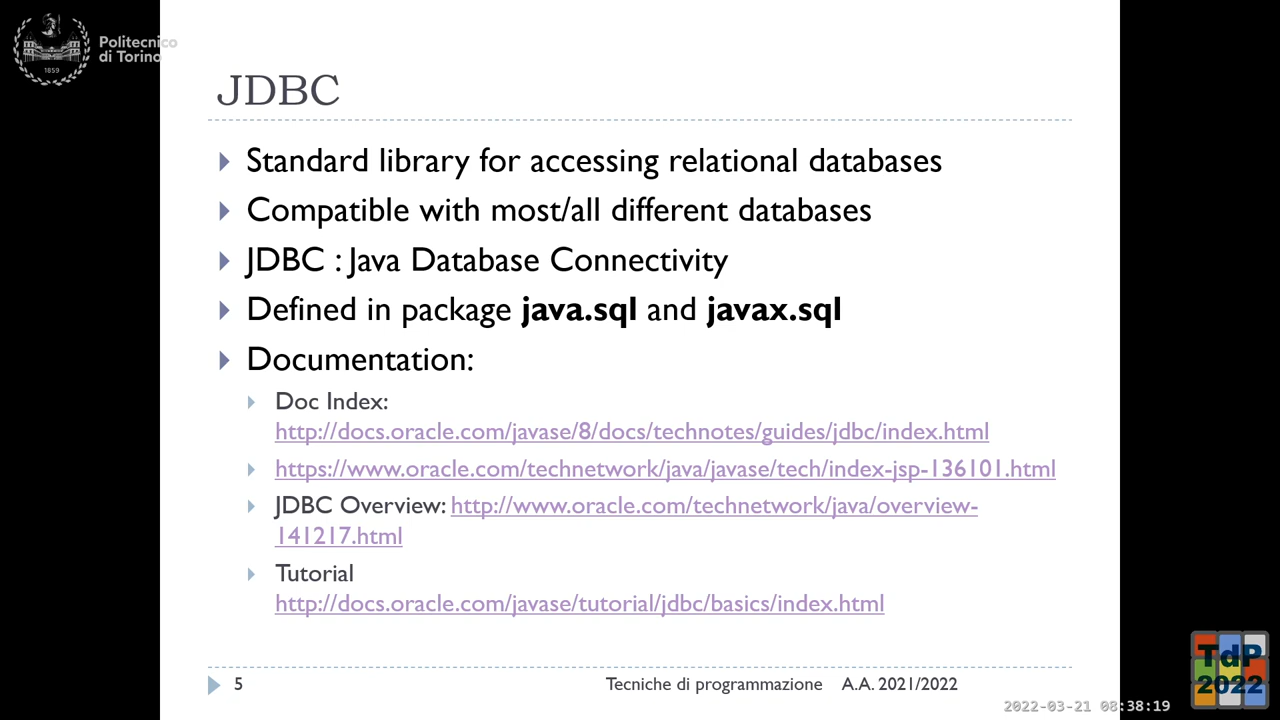 Politecnico
di Torino
1859
JDBC
Standard library for accessing relational databases
Compatible with most/all different databases
JDBC : Java Database Connectivity
Defined in package java.sql and javax.sql
Documentation:
Doc Index:
http://docs.oracle.com/javase/8/docs/technotes/guides/jdbc/index.html
https://www.oracle.com/technetwork/java/javase/tech/index-jsp-136101.html
JDBC Overview: http://www.oracle.com/technetwork/java/overview-
141217.html
Tutorial
http://docs.oracle.com/javase/tutorial/jdbc/basics/index.html
5 Tecniche di programmazione A.A. 2021/2022
TdP
2022
2022-03-21 08:38:19